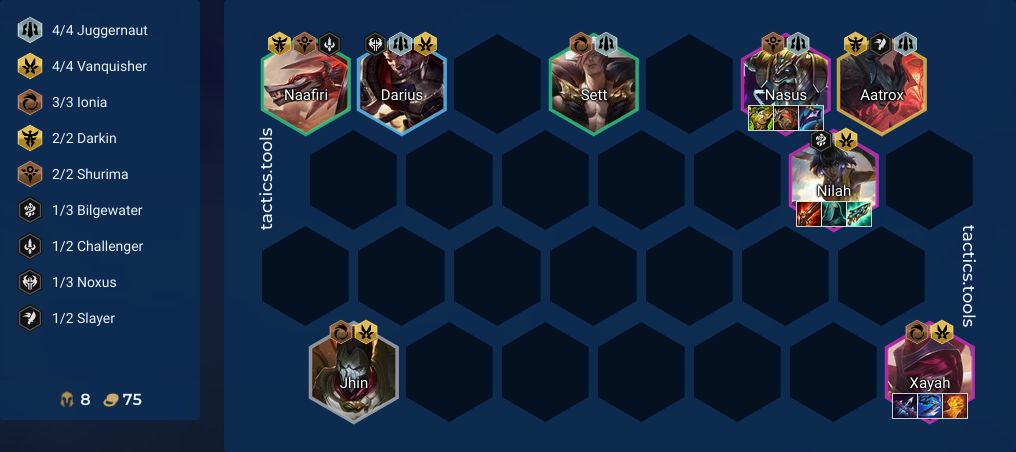 4/4 Juggernaut
4/4 Vanquisher
3/3 Ionia
2/2 Darkin
2/2 Shurima
1/3 Bilgewater
1/2 Challenger
1/3 Noxus
1/2 Slayer
8 75
tactics.tools
Naafiri Darius Sett Nasus Aatrox
Nilah
Jhin Xayah
tactics.tools